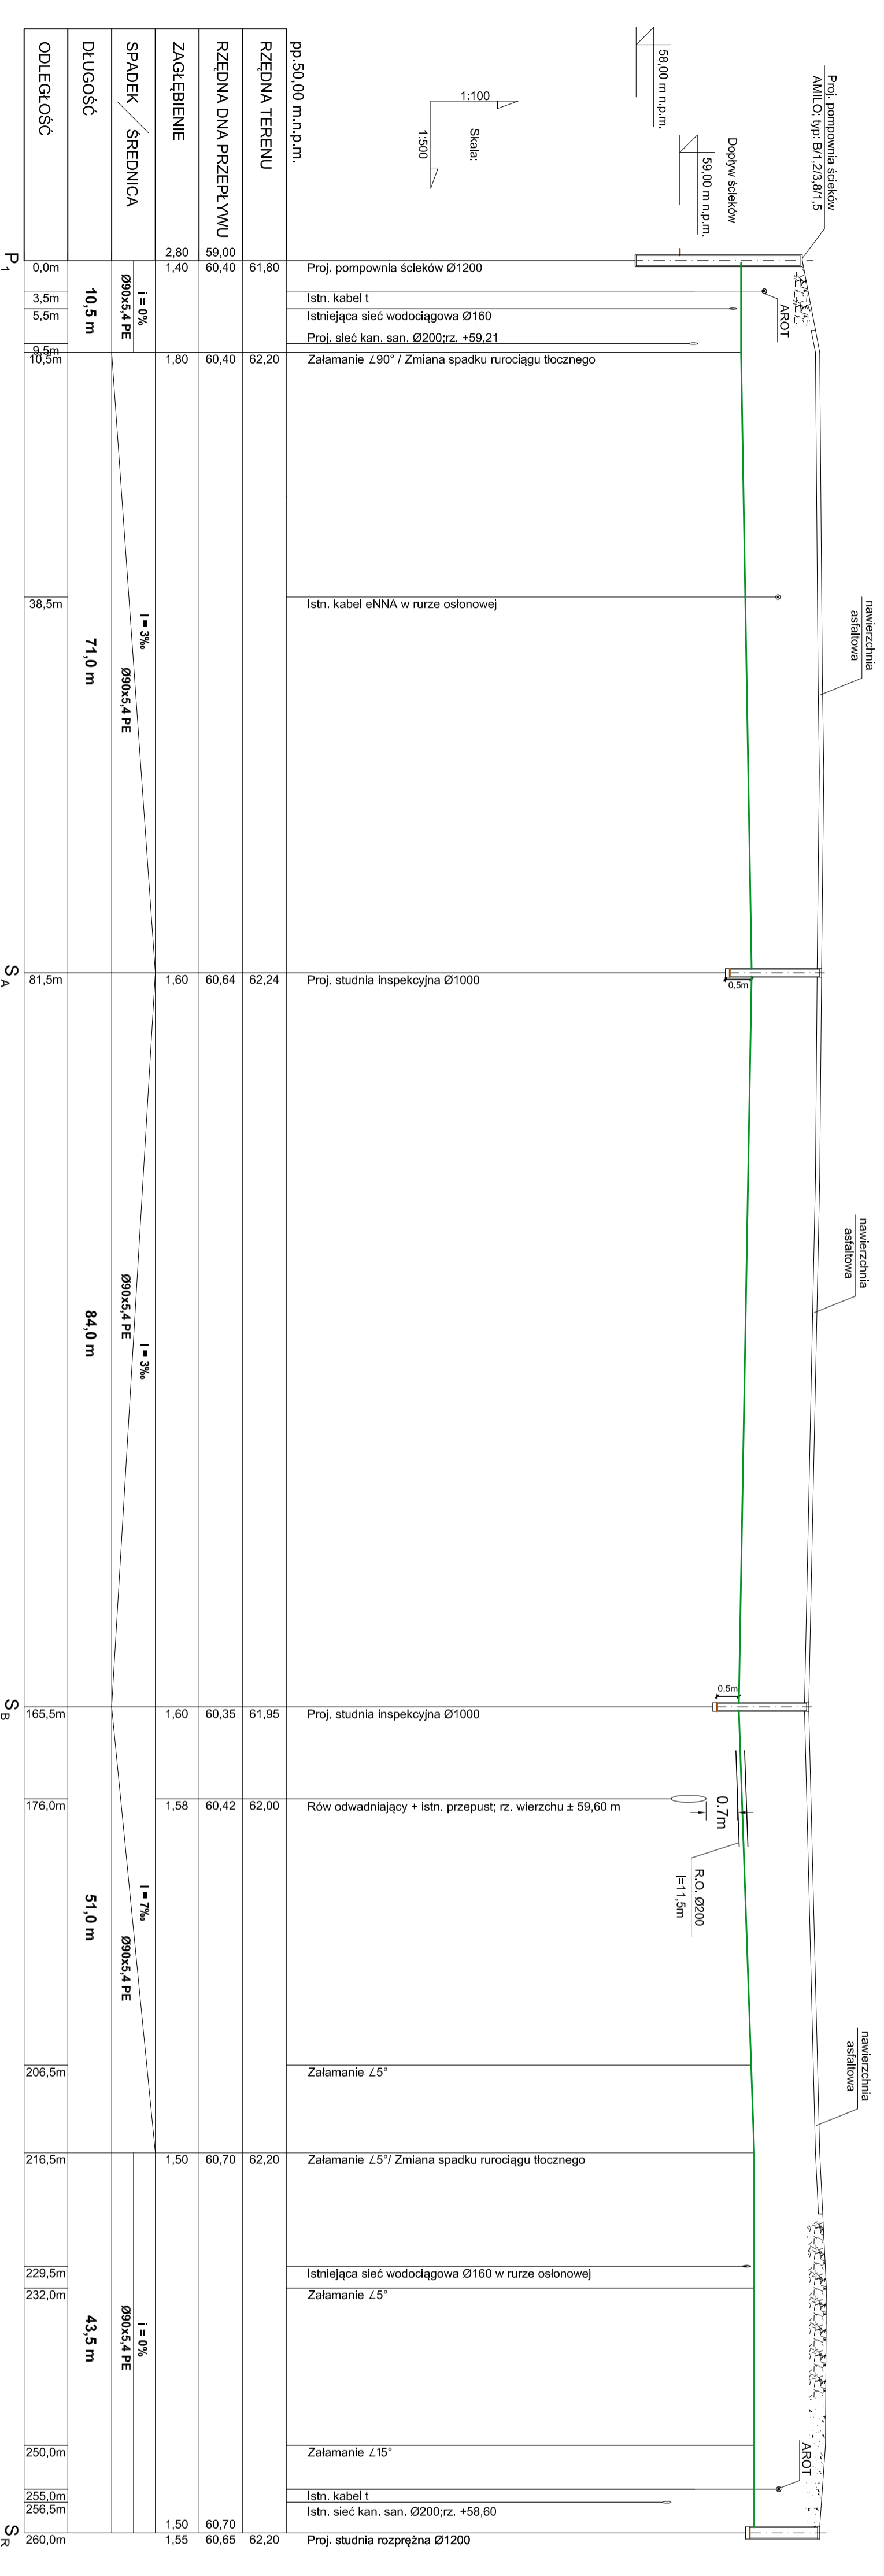 Proj. pompownia ścieków
AMILO; typ: B/1,2/3,8/1,5
58,00 m n.p.m.
59,00 m n.p.m.
Dopływ ścieków
Skala:
1:100
1:500
pp.50,00 m.n.p.m.
RZĘDNA TERENU
RZĘDNA DNA PRZEPŁYWU
ZAGŁĘBIENIE
SPADEK / ŚREDNICA
DŁUGOŚĆ
ODLEGŁOŚĆ
2,80 59,00
P1
0,0m 1,40 60,40 61,80 Proj. pompownia ścieków Ø1200
10,5 m
i = 0%
Ø90x5,4 PE
AROT
3,5m Istn. kabel t
5,5m Istniejąca sieć wodociągowa Ø160
9,5m Proj. sieć kan. san. Ø200;rz. +59,21
10,5m 1,80 60,40 62,20 Załamanie ∠90° / Zmiana spadku rurociągu tłocznego
38,5m Istn. kabel eNNA w rurze osłonowej
nawierzchnia
asfaltowa
71,0 m
i = 3‰
Ø90x5,4 PE
SA
81,5m 1,60 60,64 62,24 Proj. studnia inspekcyjna Ø1000
0,5m
nawierzchnia
asfaltowa
84,0 m
Ø90x5,4 PE
i = 3‰
0,5m
SB
165,5m 1,60 60,35 61,95 Proj. studnia inspekcyjna Ø1000
176,0m 1,58 60,42 62,00 Rów odwadniający + istn. przepust; rz. wierzchu ± 59,60 m
0.7m
R.O. Ø200
l=11,5m
51,0 m
i = 7‰
Ø90x5,4 PE
nawierzchnia
asfaltowa
206,5m Załamanie ∠5°
216,5m 1,50 60,70 62,20 Załamanie ∠5°/ Zmiana spadku rurociągu tłocznego
229,5m Istniejąca sieć wodociągowa Ø160 w rurze osłonowej
232,0m Załamanie ∠5°
43,5 m
i = 0%
Ø90x5,4 PE
250,0m Załamanie ∠15°
AROT
255,0m Istn. kabel t
256,5m Istn. sieć kan. san. Ø200;rz. +58,60
1,50 60,70
SR
260,0m 1,55 60,65 62,20 Proj. studnia rozprężna Ø1200